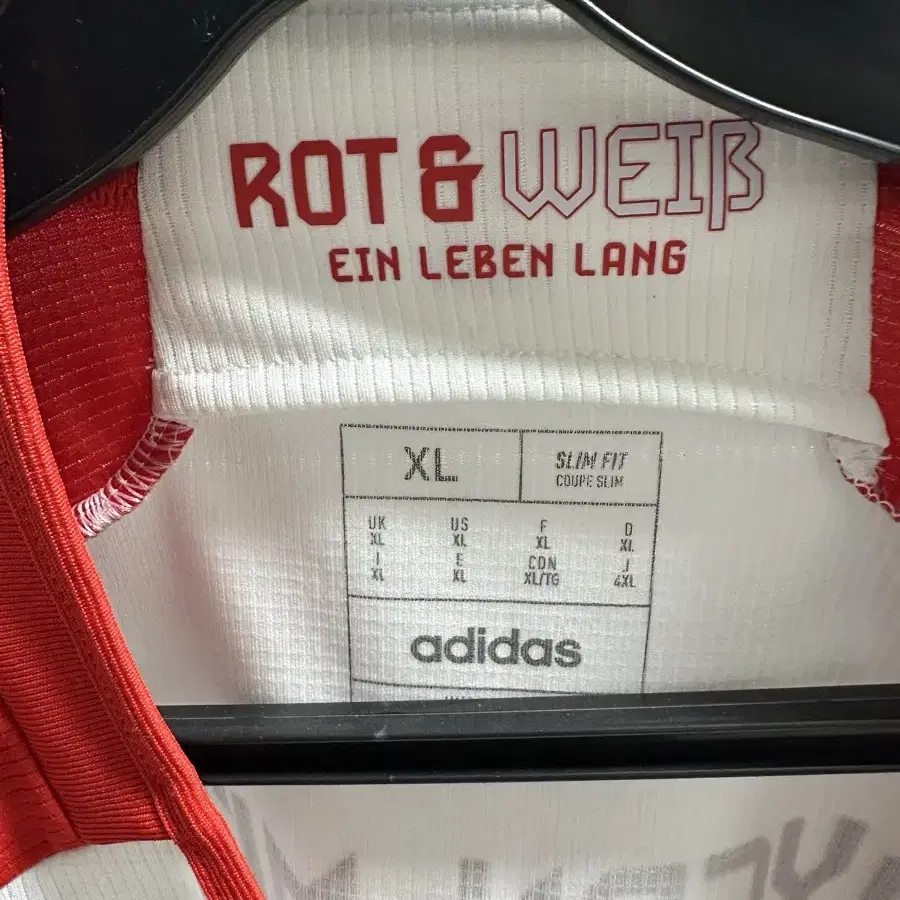 ROT & WEIß
EIN LEBEN LANG
XL
SLIM FIT
COUPE SLIM
UK US F D
XL XL XL XL
I E CDN J
XL XL XL/TG 4XL
adidas